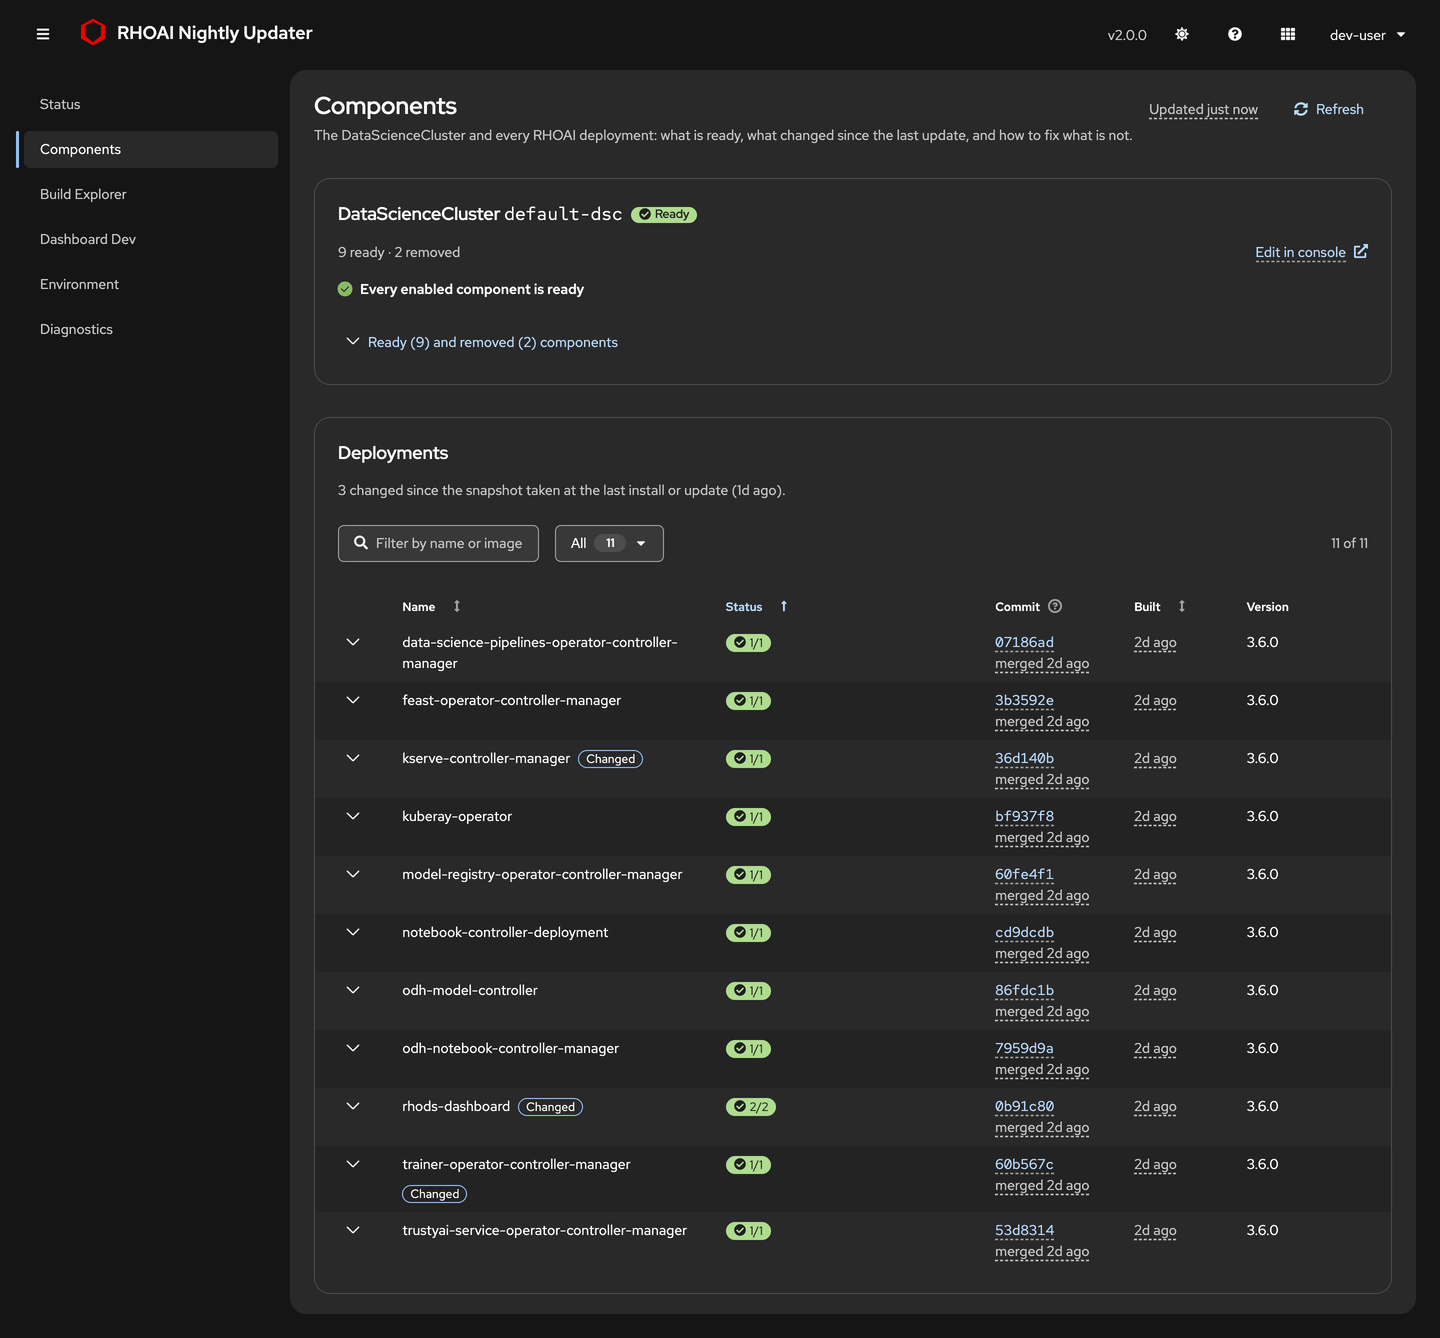 RHOAI Nightly Updater
v2.0.0
dev-user
Status
Components
Build Explorer
Dashboard Dev
Environment
Diagnostics
Components
Updated just now
Refresh
The DataScienceCluster and every RHOAI deployment: what is ready, what changed since the last update, and how to fix what is not.
DataScienceCluster default-dsc Ready
9 ready · 2 removed
Edit in console
Every enabled component is ready
Ready (9) and removed (2) components
Deployments
3 changed since the snapshot taken at the last install or update (1d ago).
Filter by name or image
All 11
11 of 11
Name Status Commit Built Version
data-science-pipelines-operator-controller- 1/1 07186ad 2d ago 3.6.0
manager merged 2d ago
feast-operator-controller-manager 1/1 3b3592e 2d ago 3.6.0
merged 2d ago
kserve-controller-manager Changed 1/1 36d140b 2d ago 3.6.0
merged 2d ago
kuberay-operator 1/1 bf937f8 2d ago 3.6.0
merged 2d ago
model-registry-operator-controller-manager 1/1 60fe4f1 2d ago 3.6.0
merged 2d ago
notebook-controller-deployment 1/1 cd9dcdb 2d ago 3.6.0
merged 2d ago
odh-model-controller 1/1 86fdc1b 2d ago 3.6.0
merged 2d ago
odh-notebook-controller-manager 1/1 7959d9a 2d ago 3.6.0
merged 2d ago
rhods-dashboard Changed 2/2 0b91c80 2d ago 3.6.0
merged 2d ago
trainer-operator-controller-manager 1/1 60b567c 2d ago 3.6.0
Changed merged 2d ago
trustyai-service-operator-controller-manager 1/1 53d8314 2d ago 3.6.0
merged 2d ago